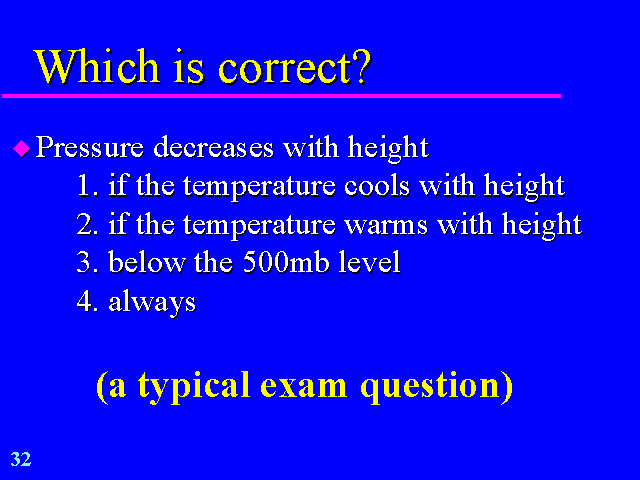 Which is correct?
Pressure decreases with height
1. if the temperature cools with height
2. if the temperature warms with height
3. below the 500mb level
4. always
(a typical exam question)
32